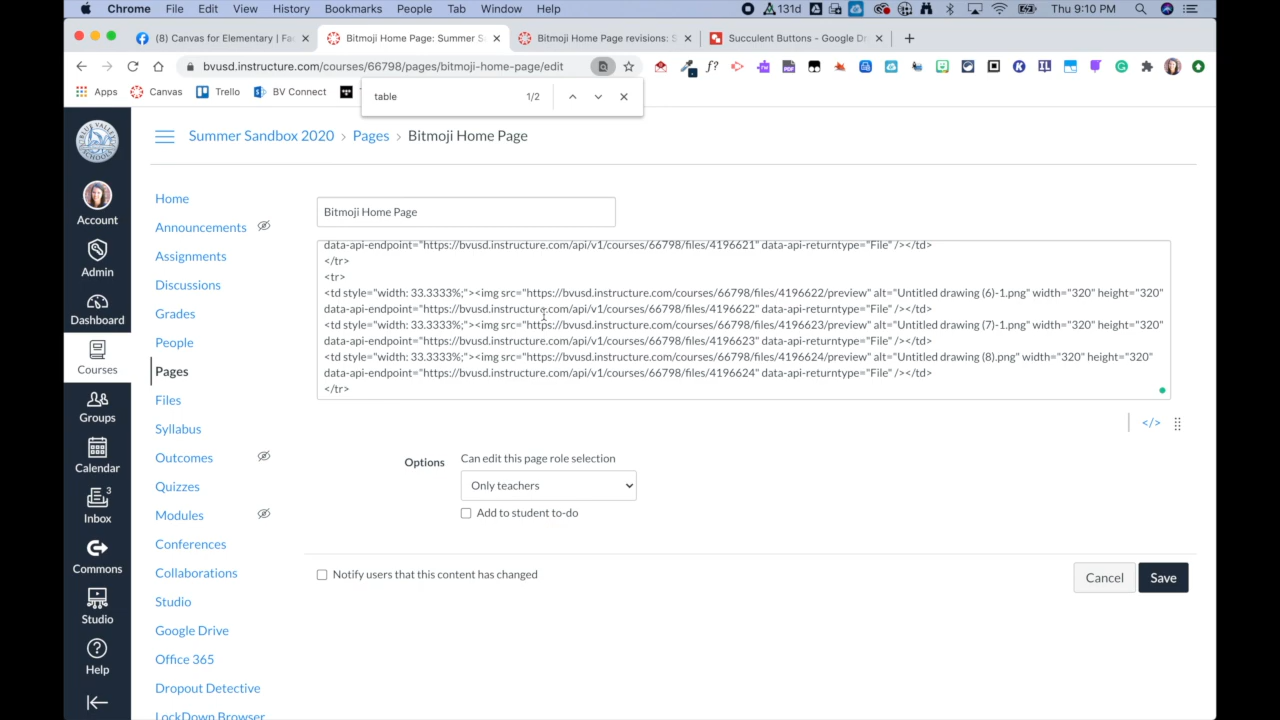 Chrome File Edit View History Bookmarks People Tab Window Help 131d Thu 9:10 PM
(8) Canvas for Elementary | Fa Bitmoji Home Page: Summer S Bitmoji Home Page revisions: S Succulent Buttons - Google Dr
bvusd.instructure.com/courses/66798/pages/bitmoji-home-page/edit f?
Apps Canvas Trello BV Connect table 1/2
Summer Sandbox 2020 > Pages > Bitmoji Home Page
BLUE VALLEY SCHOOLS
Account
Admin
Dashboard
Courses
Groups
Calendar
3
Inbox
Commons
Studio
Help
Home
Announcements
Assignments
Discussions
Grades
People
Pages
Files
Syllabus
Outcomes
Quizzes
Modules
Conferences
Collaborations
Studio
Google Drive
Office 365
Dropout Detective
LockDown Browser
Bitmoji Home Page
data-api-endpoint="https://bvusd.instructure.com/api/v1/courses/66798/files/4196621" data-api-returntype="File" /></td>
</tr>
<tr>
<td style="width: 33.3333%;"><img src="https://bvusd.instructure.com/courses/66798/files/4196622/preview" alt="Untitled drawing (6)-1.png" width="320" height="320"
data-api-endpoint="https://bvusd.instructure.com/api/v1/courses/66798/files/4196622" data-api-returntype="File" /></td>
<td style="width: 33.3333%;"><img src="https://bvusd.instructure.com/courses/66798/files/4196623/preview" alt="Untitled drawing (7)-1.png" width="320" height="320"
data-api-endpoint="https://bvusd.instructure.com/api/v1/courses/66798/files/4196623" data-api-returntype="File" /></td>
<td style="width: 33.3333%;"><img src="https://bvusd.instructure.com/courses/66798/files/4196624/preview" alt="Untitled drawing (8).png" width="320" height="320"
data-api-endpoint="https://bvusd.instructure.com/api/v1/courses/66798/files/4196624" data-api-returntype="File" /></td>
</tr>
</>
Options Can edit this page role selection
Only teachers
Add to student to-do
Notify users that this content has changed
Cancel Save